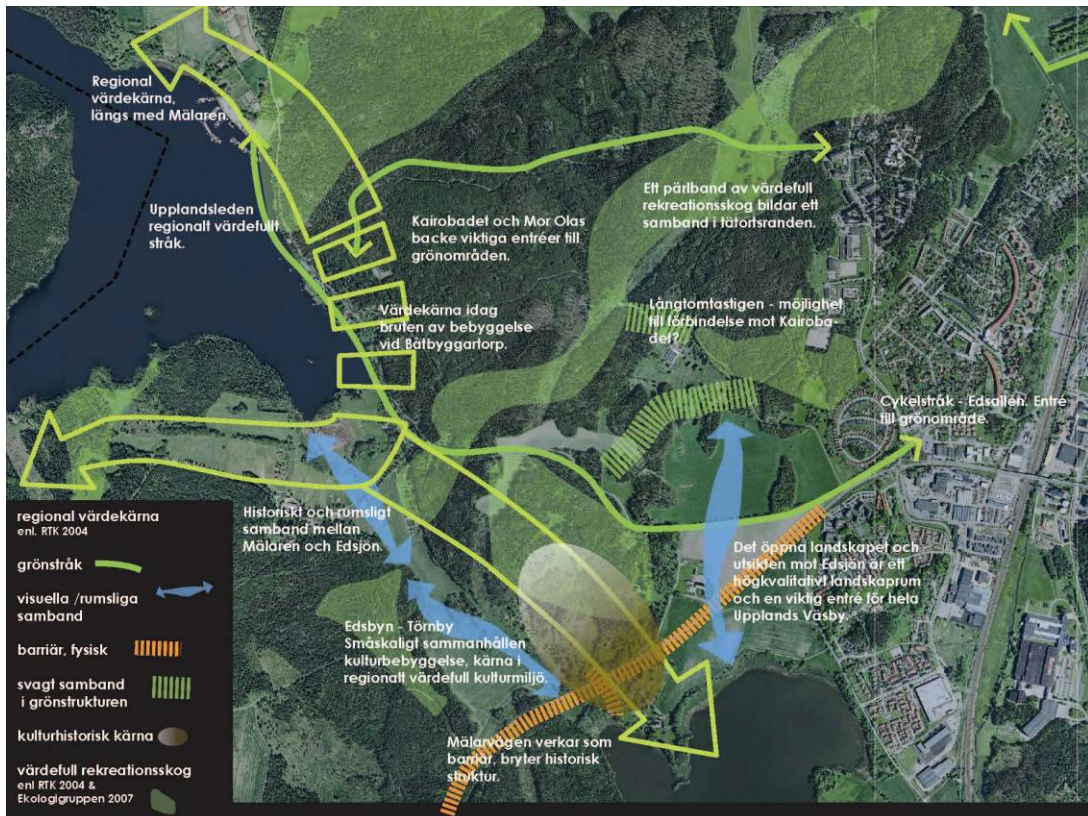 Regional
värdekärna,
längs med Mälaren.
Upplandsleden
regionalt värdefullt
stråk.
Kairobadet och Mor Olas
backe viktiga entréer till
grönområden.
Ett pärlband av värdefull
rekreationsskog bildar ett
samband i tätortsranden.
Värdekärna idag
bruten av bebyggelse
vid Båtbyggartorp.
Långtomtastigen - möjlighet
till förbindelse mot Kairoba-
det?
Cykelstråk - Edsallén. Entré
till grönområde.
Historiskt och rumsligt
samband mellan
Mälaren och Edsjön.
Det öppna landskapet och
utsikten mot Edsjön är ett
högkvalitativt landskaprum
och en viktig entré för hela
Upplands Väsby.
Edsbyn - Törnby
Småskaligt sammanhållen
kulturbebyggelse, kärna i
regionalt värdefull kulturmiljö.
Mälarvägen verkar som
barriär, bryter historisk
struktur.
regional värdekärna
enl. RTK 2004
grönstråk
visuella /rumsliga
samband
barriär, fysisk
svagt samband
i grönstrukturen
kulturhistorisk kärna
värdefull rekreationsskog
enl RTK 2004 &
Ekologigruppen 2007